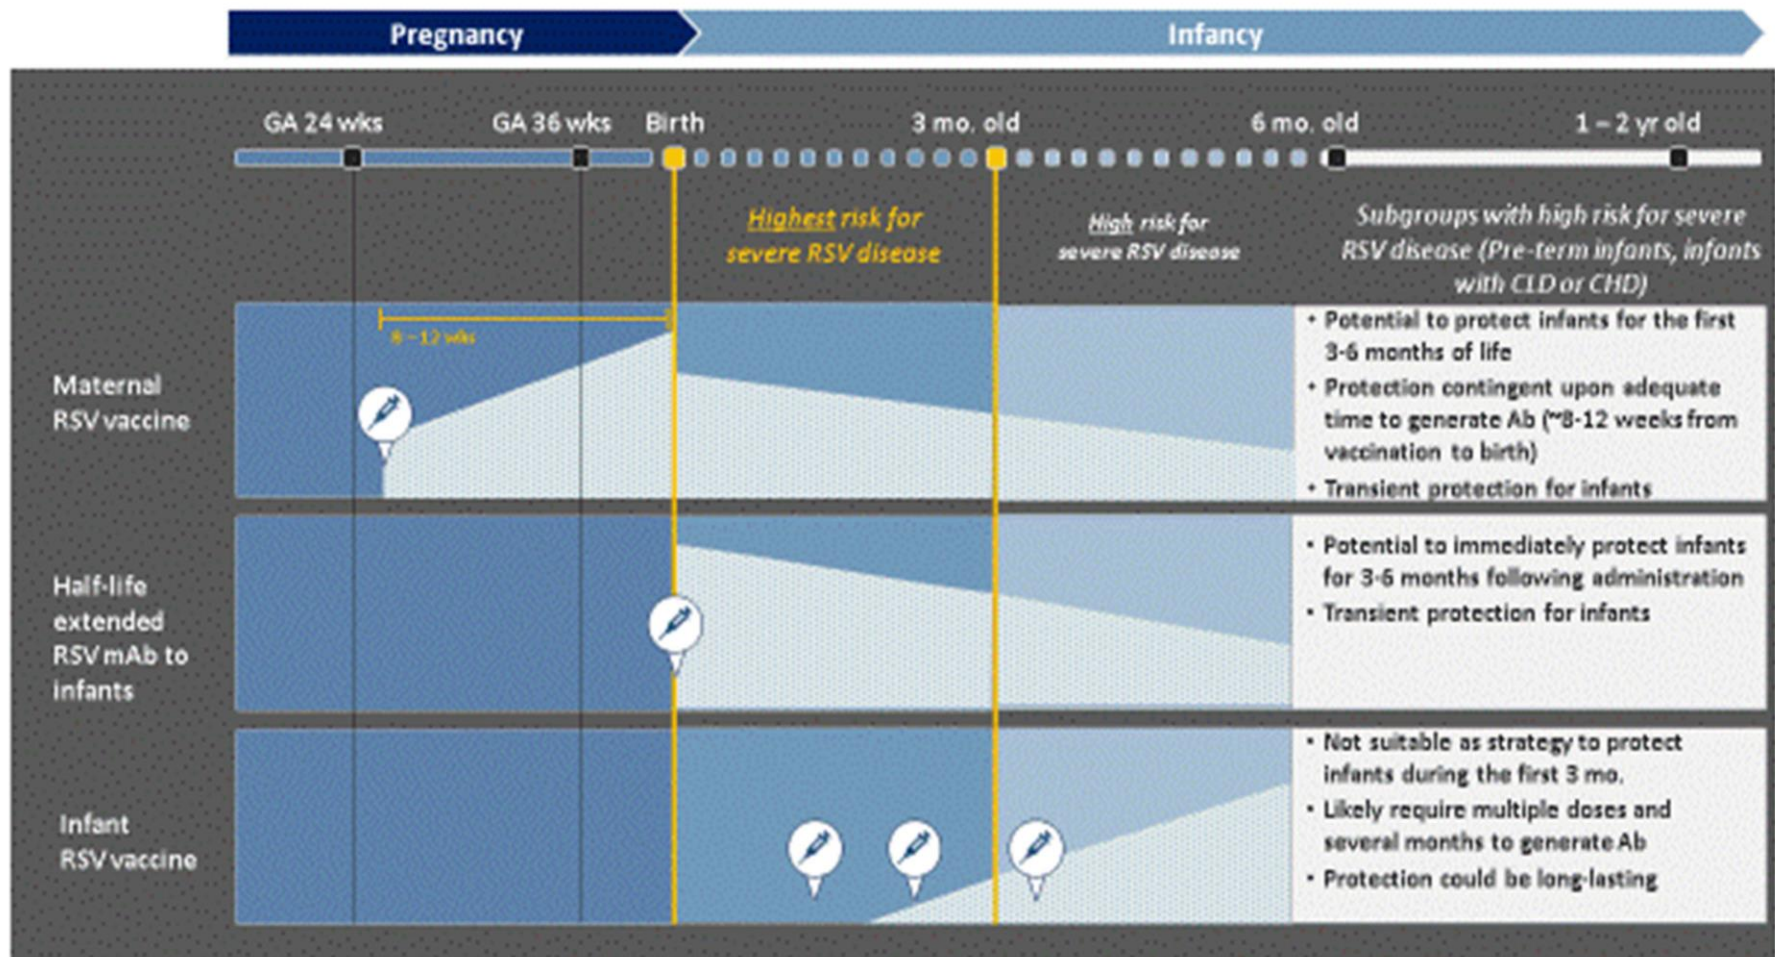 Pregnancy
Infancy
GA 24 wks
GA 36 wks
Birth
3 mo. old
6 mo. old
1 – 2 yr old
Highest risk for
severe RSV disease
High risk for
severe RSV disease
Subgroups with high risk for severe
RSV disease (Pre-term infants, infants
with CLD or CHD)
Maternal
RSV vaccine
8 – 12 wks
• Potential to protect infants for the first
3-6 months of life
• Protection contingent upon adequate
time to generate Ab (~8-12 weeks from
vaccination to birth)
• Transient protection for infants
Half-life
extended
RSV mAb to
infants
• Potential to immediately protect infants
for 3-6 months following administration
• Transient protection for infants
Infant
RSV vaccine
• Not suitable as strategy to protect
infants during the first 3 mo.
• Likely require multiple doses and
several months to generate Ab
• Protection could be long-lasting